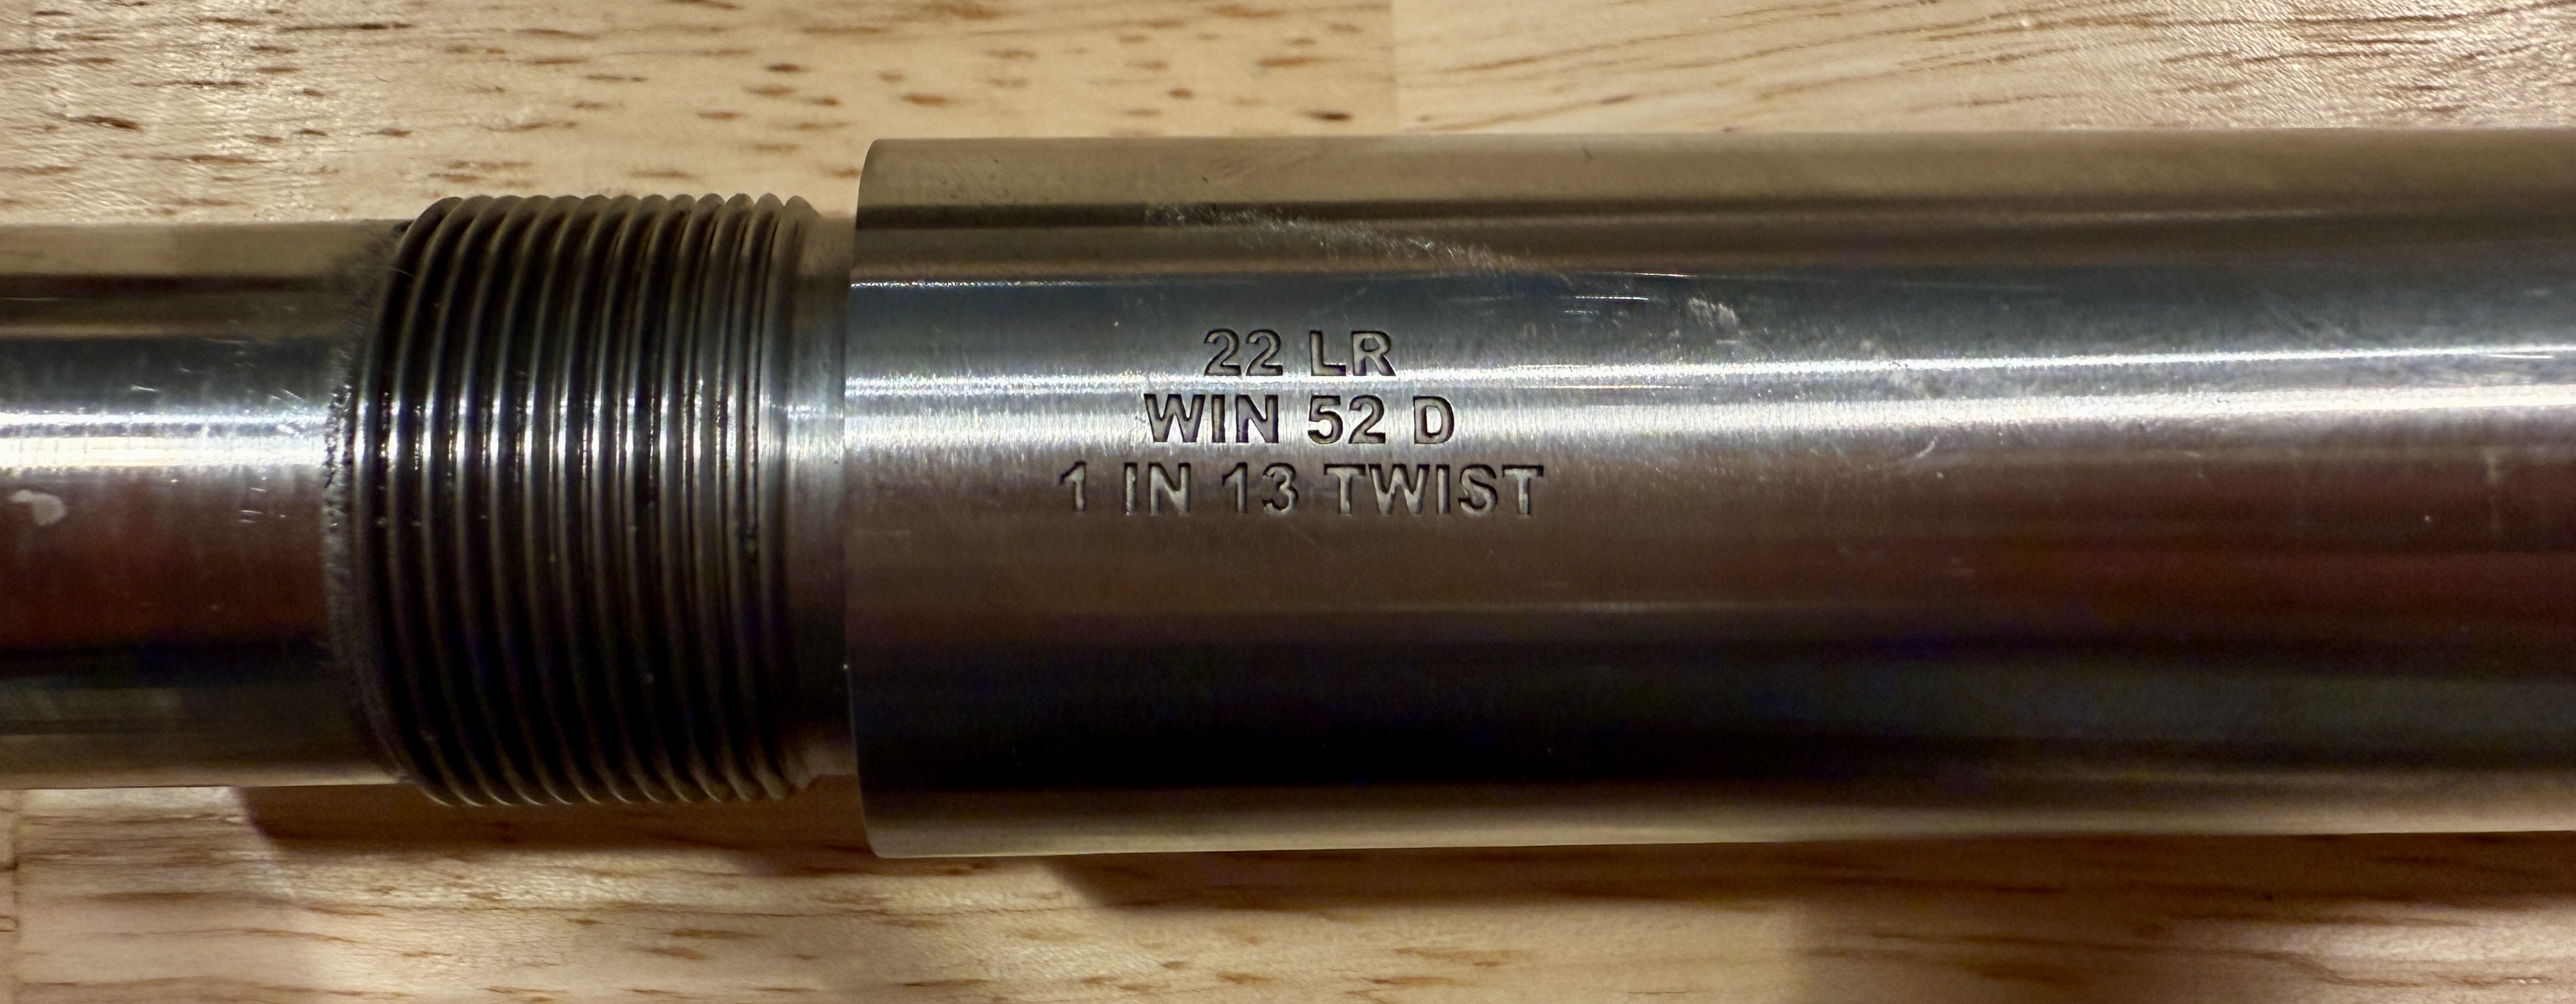 22 LR
WIN 52 D
1 IN 13 TWIST